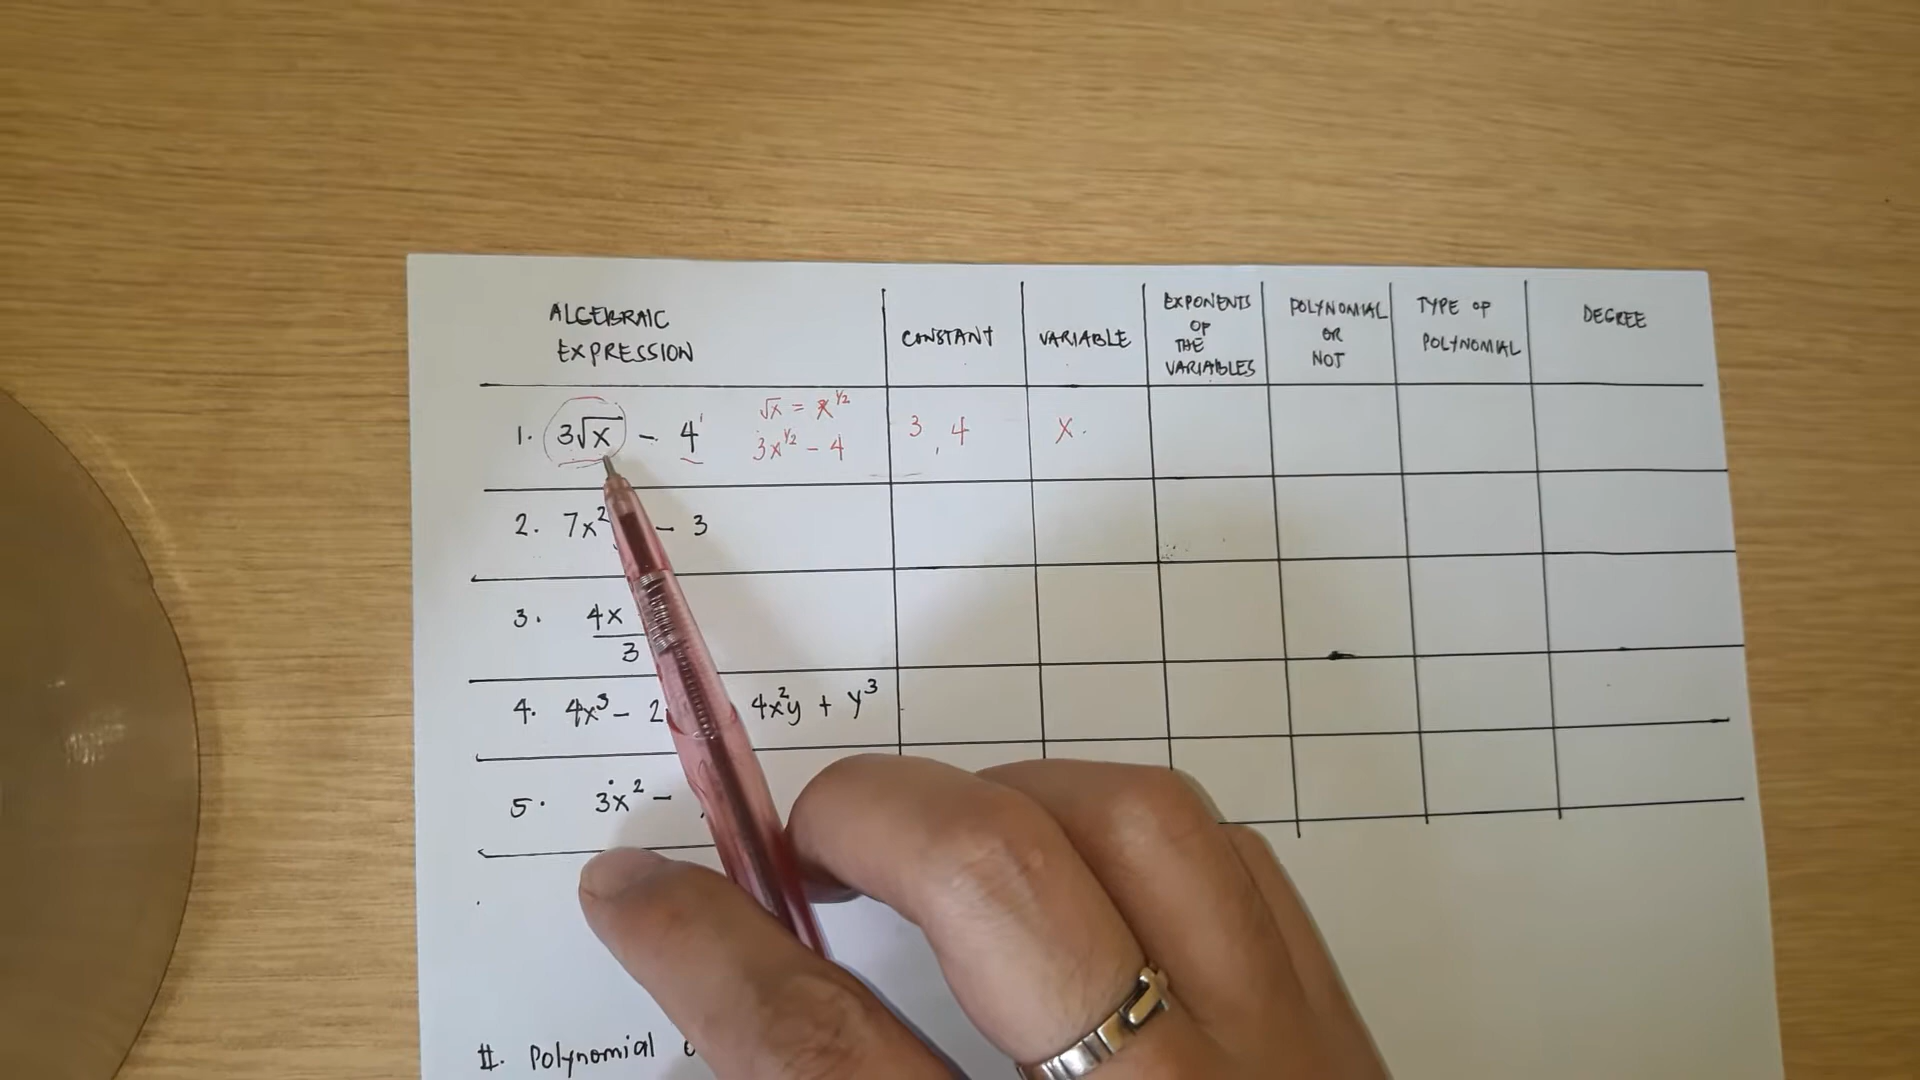 ALGEBRAIC
EXPRESSION
CONSTANT
VARIABLE
EXPONENTS
OF
THE
VARIABLES
POLYNOMIAL
OR
NOT
TYPE OF
POLYNOMIAL
DEGREE
1. 3√x - 4
√x = x^1/2
3x^1/2 - 4
3, 4
x.
2. 7x² - 3
3. 4x
3
4. 4x³ - 2 4x²y + y³
5. 3x² -
II. Polynomial